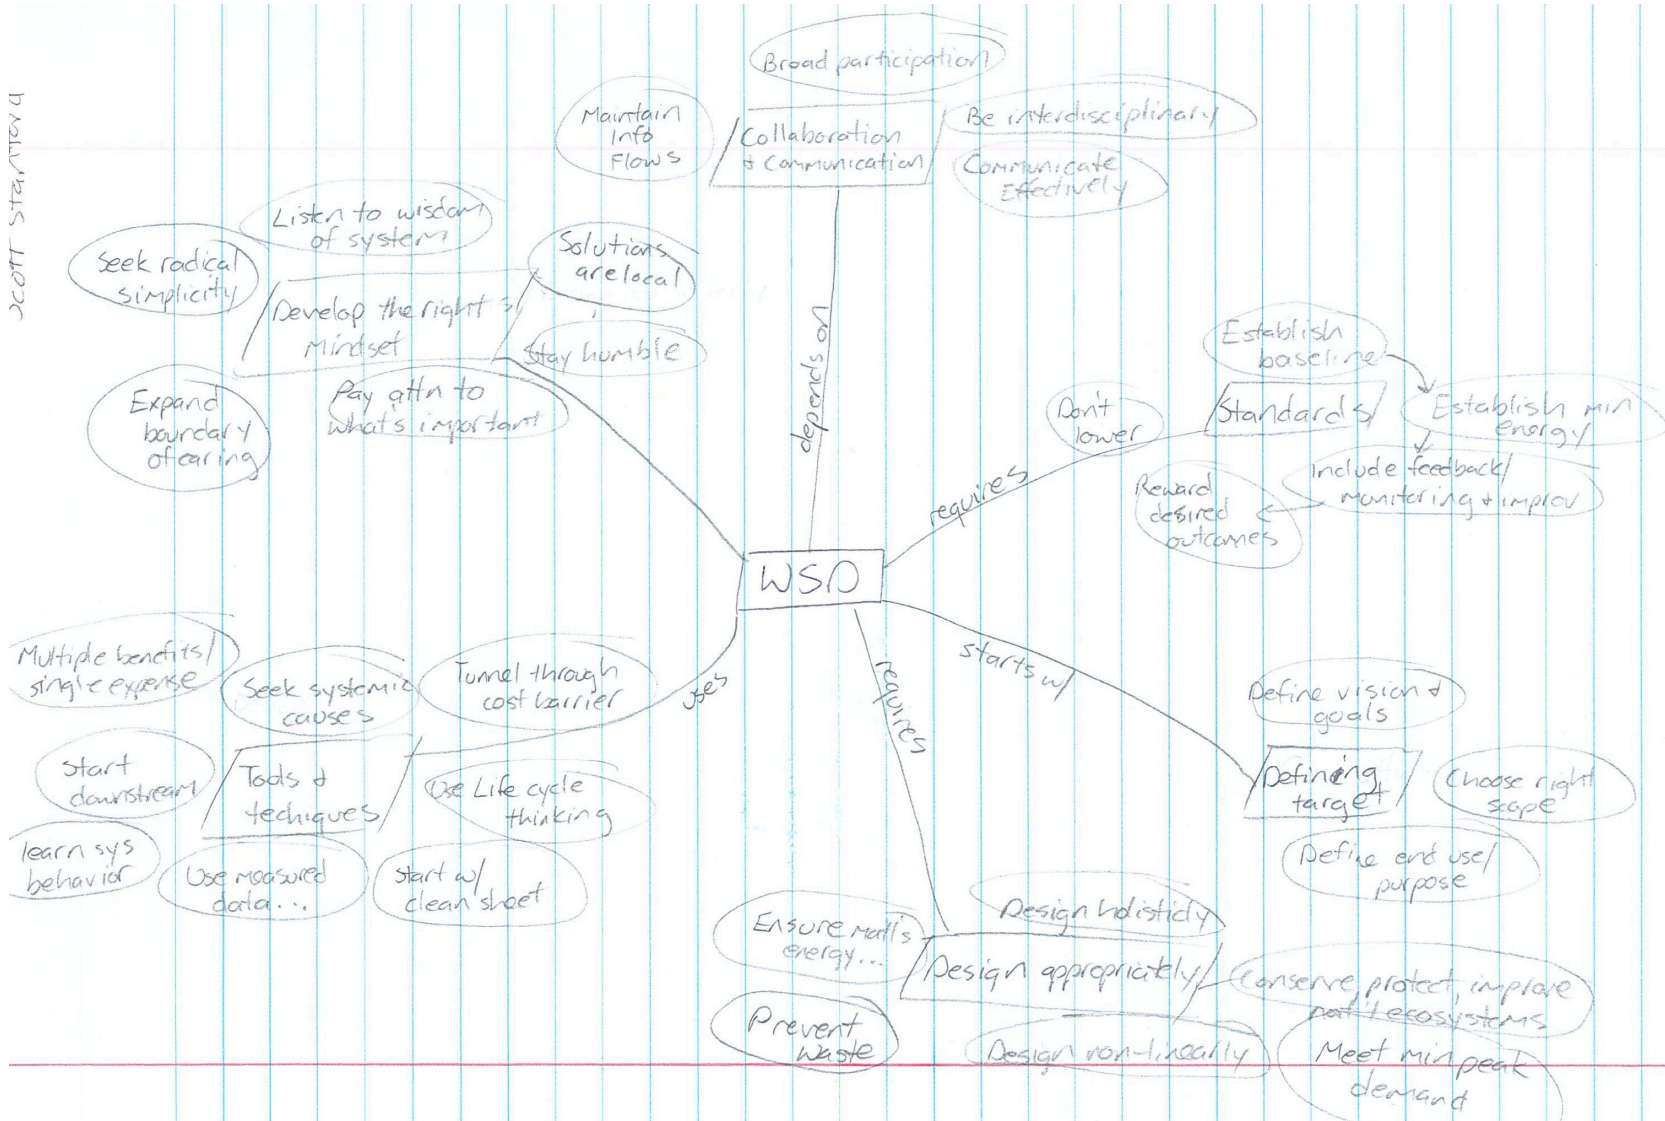 Scott Stantory
Broad participation
Maintain
Info
Flows
Collaboration
& Communication
Be interdisciplinary
Communicate
Effectively
Listen to wisdom
of system
Seek radical
simplicity
Solutions
are local
Develop the right
Mindset
Stay humble
Expand
boundary
of caring
Pay attn to
what's important
depends on
Establish
baseline
Don't
lower
Standards
Establish min
energy
Include feedback/
monitoring & improv
Reward
desired
outcomes
requires
WSD
uses
requires
starts w/
Multiple benefits/
single expense
Seek systemic
causes
Tunnel through
cost barrier
Start
downstream
Tools &
techiques
Use Life cycle
thinking
learn sys
behavior
Use measured
data...
Start w/
clean sheet
Define vision &
goals
Defining
target
Choose right
scope
Define end use/
purpose
Design holisticly
Ensure matl's
energy...
Design appropriately
Conserve, protect, improve
nat'l ecosystems
Prevent
Waste
Design non-linearly
Meet min peak
demand